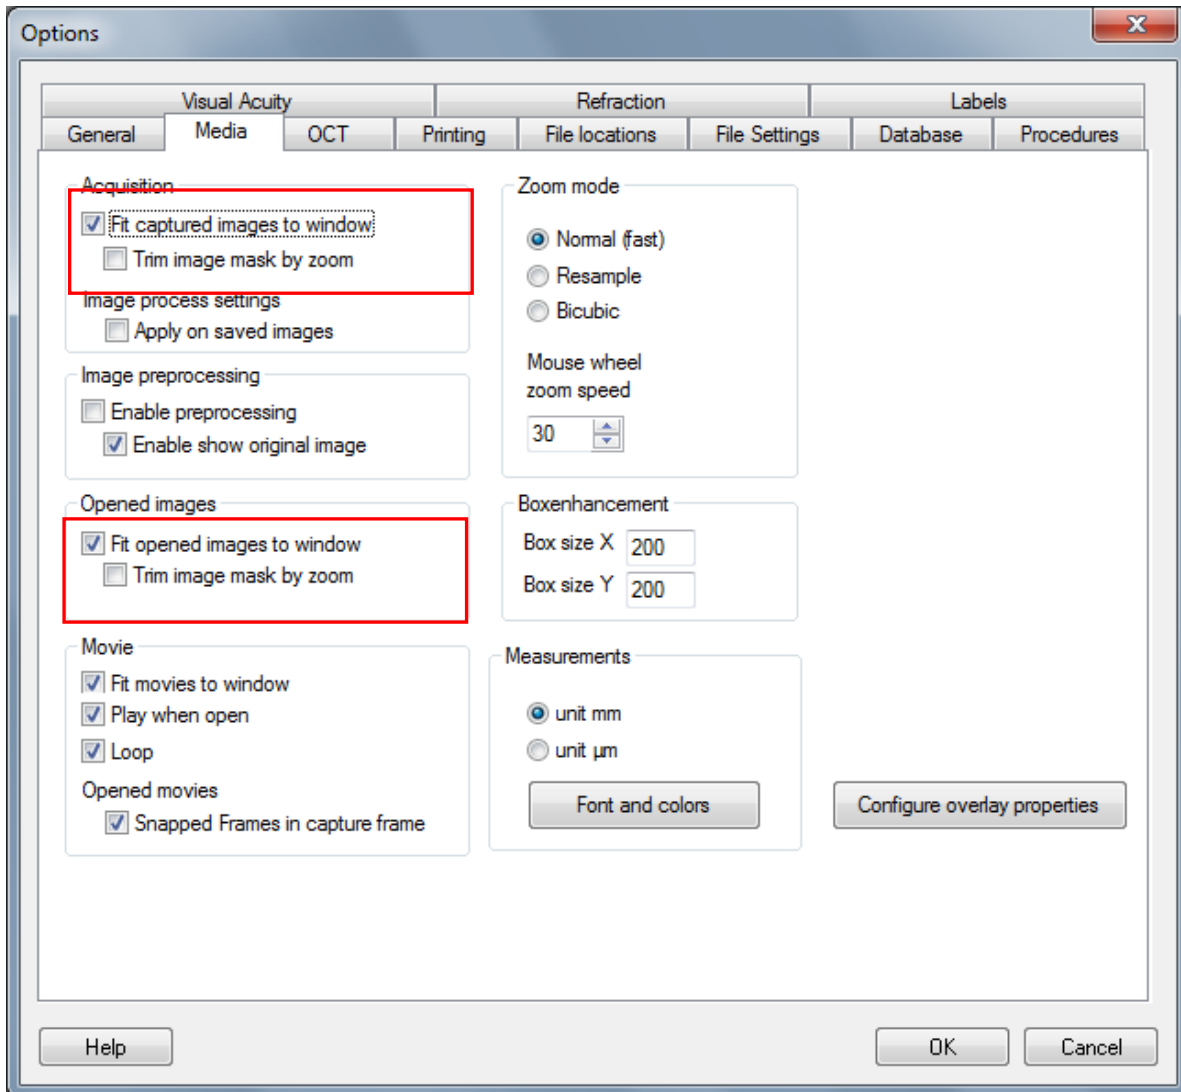 Options
Visual Acuity
Refraction
Labels
General
Media
OCT
Printing
File locations
File Settings
Database
Procedures
Acquisition
Fit captured images to window
Trim image mask by zoom
Image process settings
Apply on saved images
Image preprocessing
Enable preprocessing
Enable show original image
Opened images
Fit opened images to window
Trim image mask by zoom
Movie
Fit movies to window
Play when open
Loop
Opened movies
Snapped Frames in capture frame
Zoom mode
Normal (fast)
Resample
Bicubic
Mouse wheel
zoom speed
30
Boxenhancement
Box size X 200
Box size Y 200
Measurements
unit mm
unit µm
Font and colors
Configure overlay properties
Help
OK
Cancel